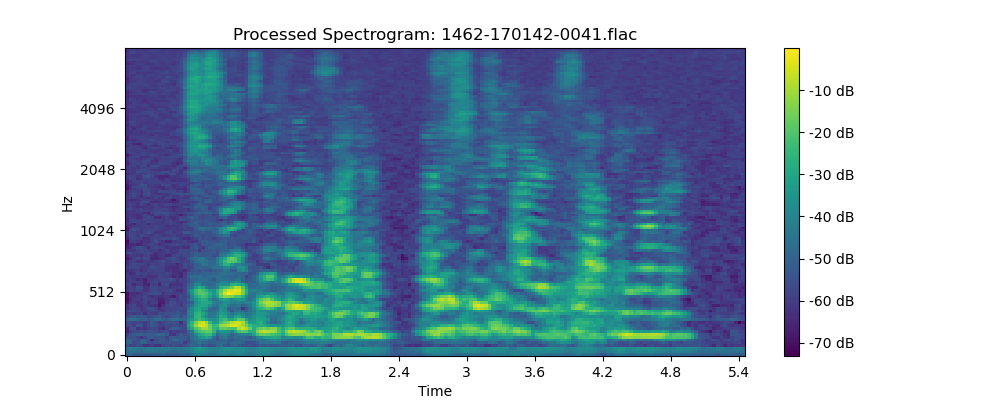 Processed Spectrogram: 1462-170142-0041.flac
Hz
4096
2048
1024
512
0
0 0.6 1.2 1.8 2.4 3 3.6 4.2 4.8 5.4
Time
-10 dB
-20 dB
-30 dB
-40 dB
-50 dB
-60 dB
-70 dB